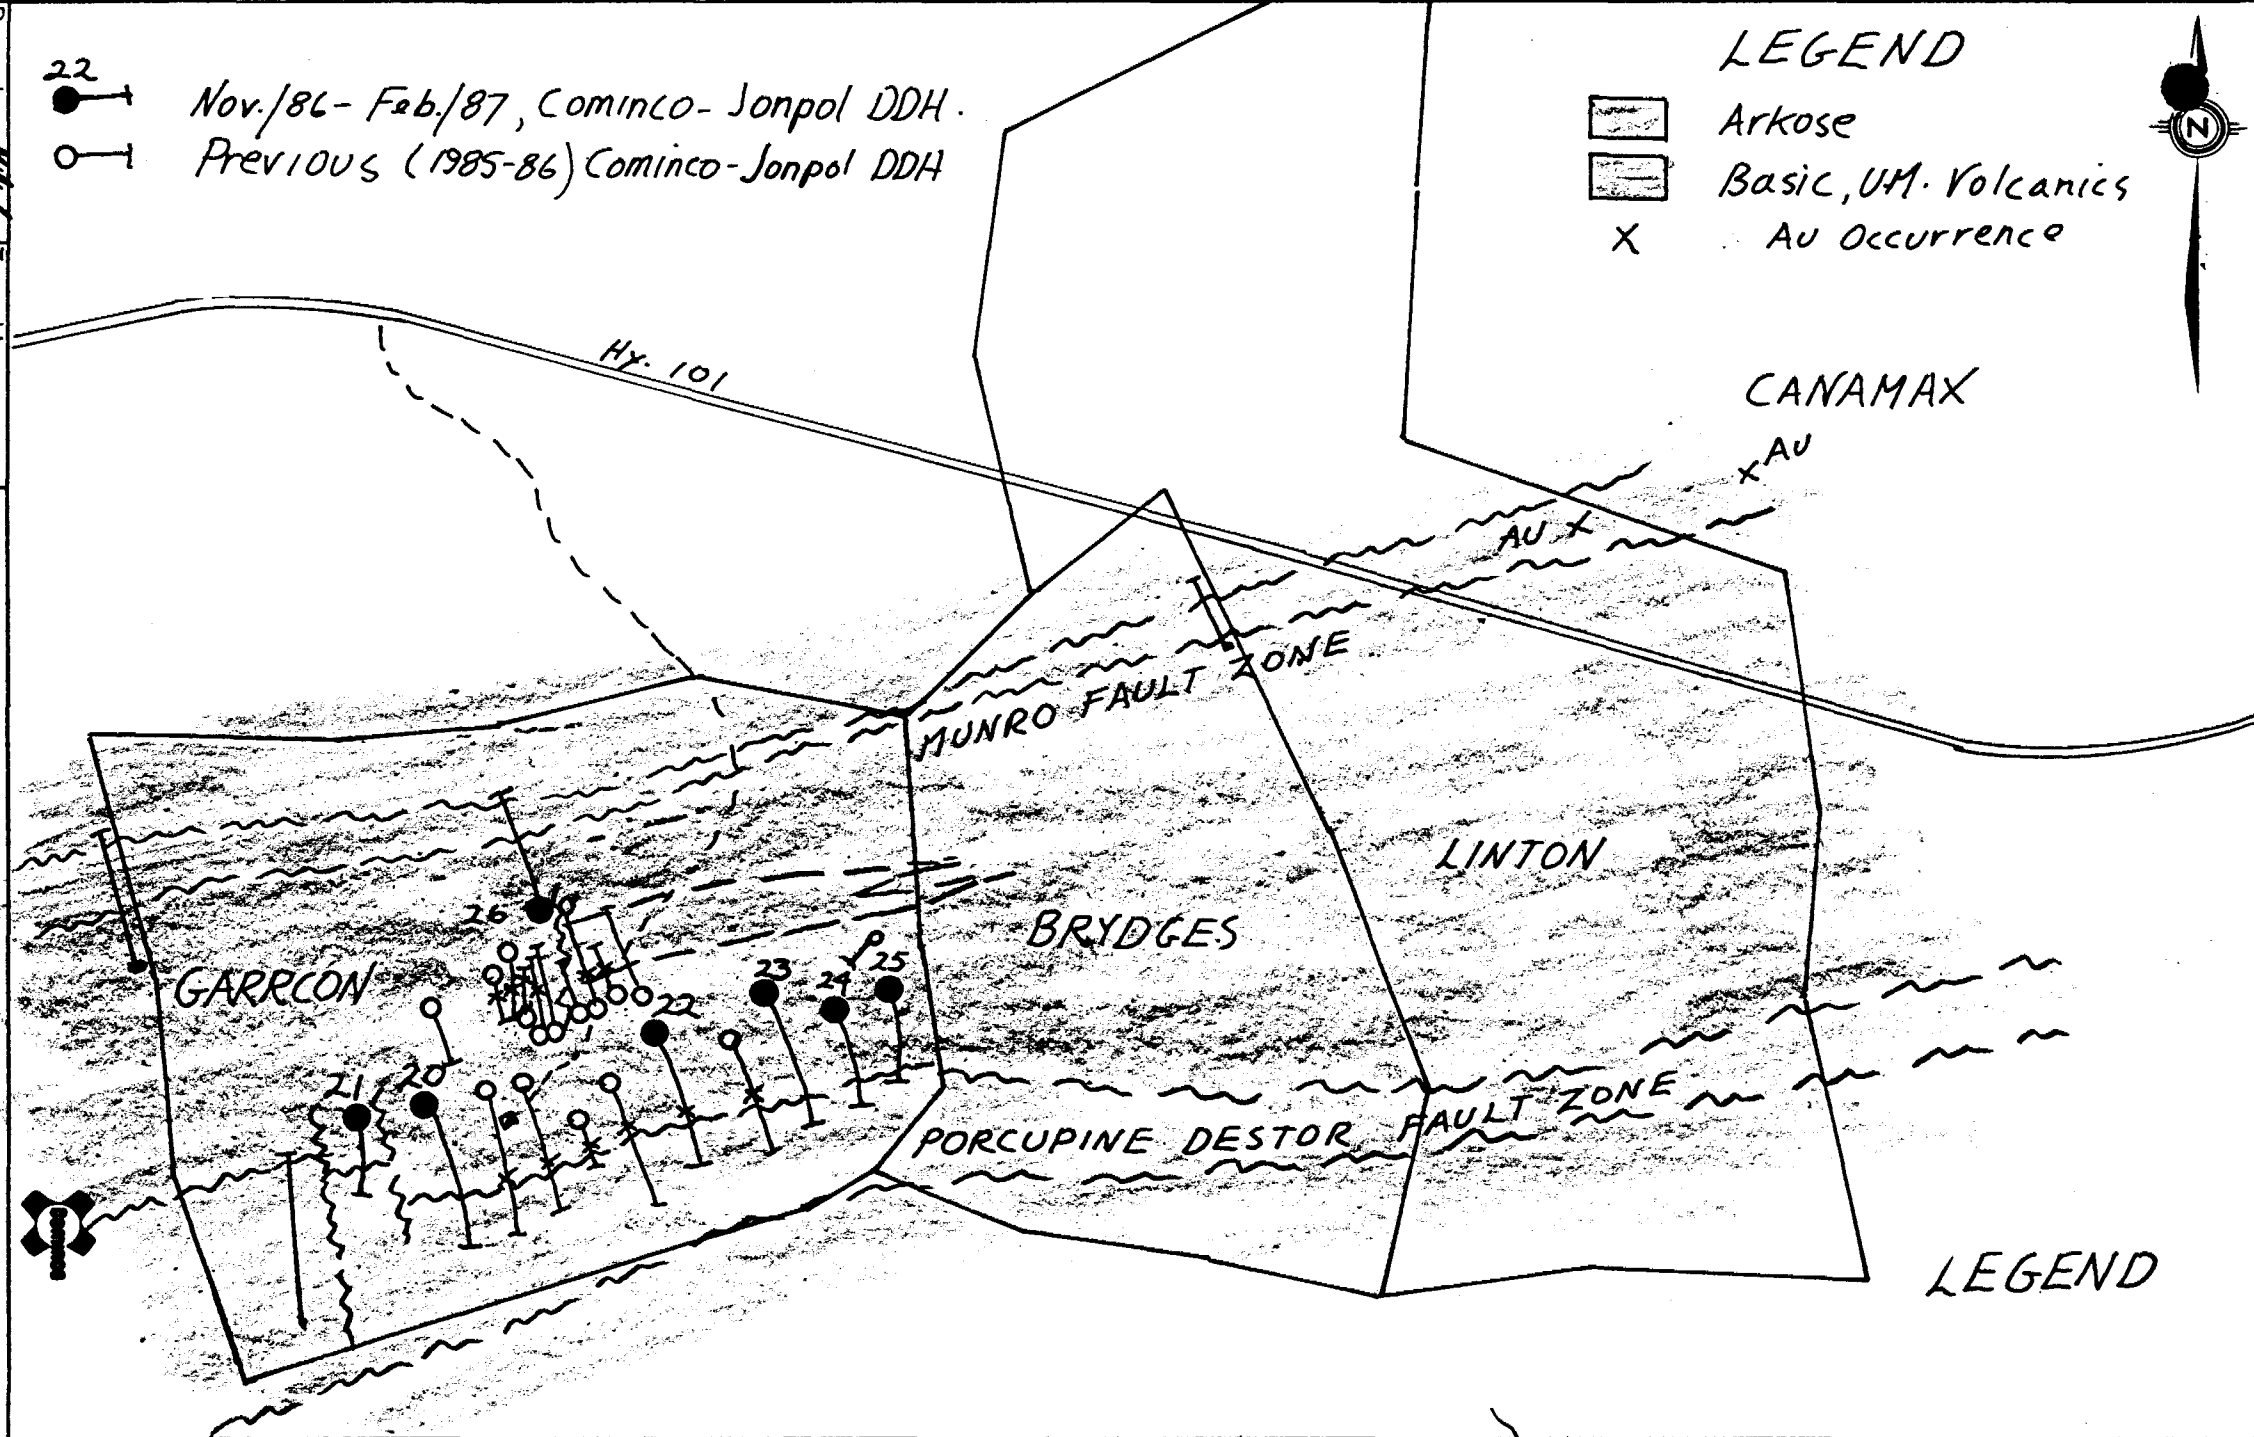 22
Nov./86 - Feb./87, Cominco-Jonpol DDH.
Previous (1985-86) Cominco-Jonpol DDH
LEGEND
Arkose
Basic, UM. Volcanics
X Au Occurrence
N
Hy. 101
CANAMAX
x AU
AU x
MUNRO FAULT ZONE
LINTON
BRYDGES
26
GARRCON
23
24
25
22
21
20
PORCUPINE DESTOR FAULT ZONE
LEGEND